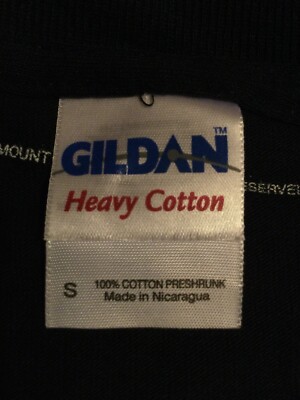 MOUNT
GILDAN™
ESERVE
Heavy Cotton
S
100% COTTON PRESHRUNK
Made in Nicaragua